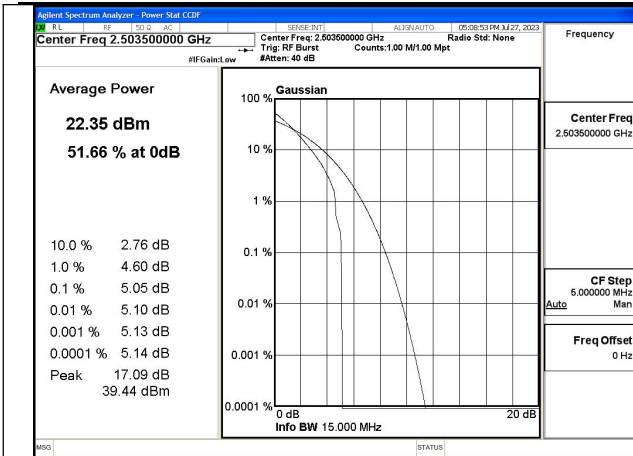 Agilent Spectrum Analyzer - Power Stat CCDF
RL RF 50 Ω AC SENSE:INT ALIGNAUTO 05:08:53 PM Jul 27, 2023
Center Freq 2.503500000 GHz
Center Freq: 2.503500000 GHz Radio Std: None
Trig: RF Burst Counts:1.00 M/1.00 Mpt
#IFGain:Low #Atten: 40 dB
Frequency
Average Power
22.35 dBm
51.66 % at 0dB
10.0 % 2.76 dB
1.0 % 4.60 dB
0.1 % 5.05 dB
0.01 % 5.10 dB
0.001 % 5.13 dB
0.0001 % 5.14 dB
Peak 17.09 dB
39.44 dBm
Gaussian
100 %
10 %
1 %
0.1 %
0.01 %
0.001 %
0.0001 %
0 dB 20 dB
Info BW 15.000 MHz
Center Freq
2.503500000 GHz
CF Step
5.000000 MHz
Auto Man
Freq Offset
0 Hz
MSG STATUS